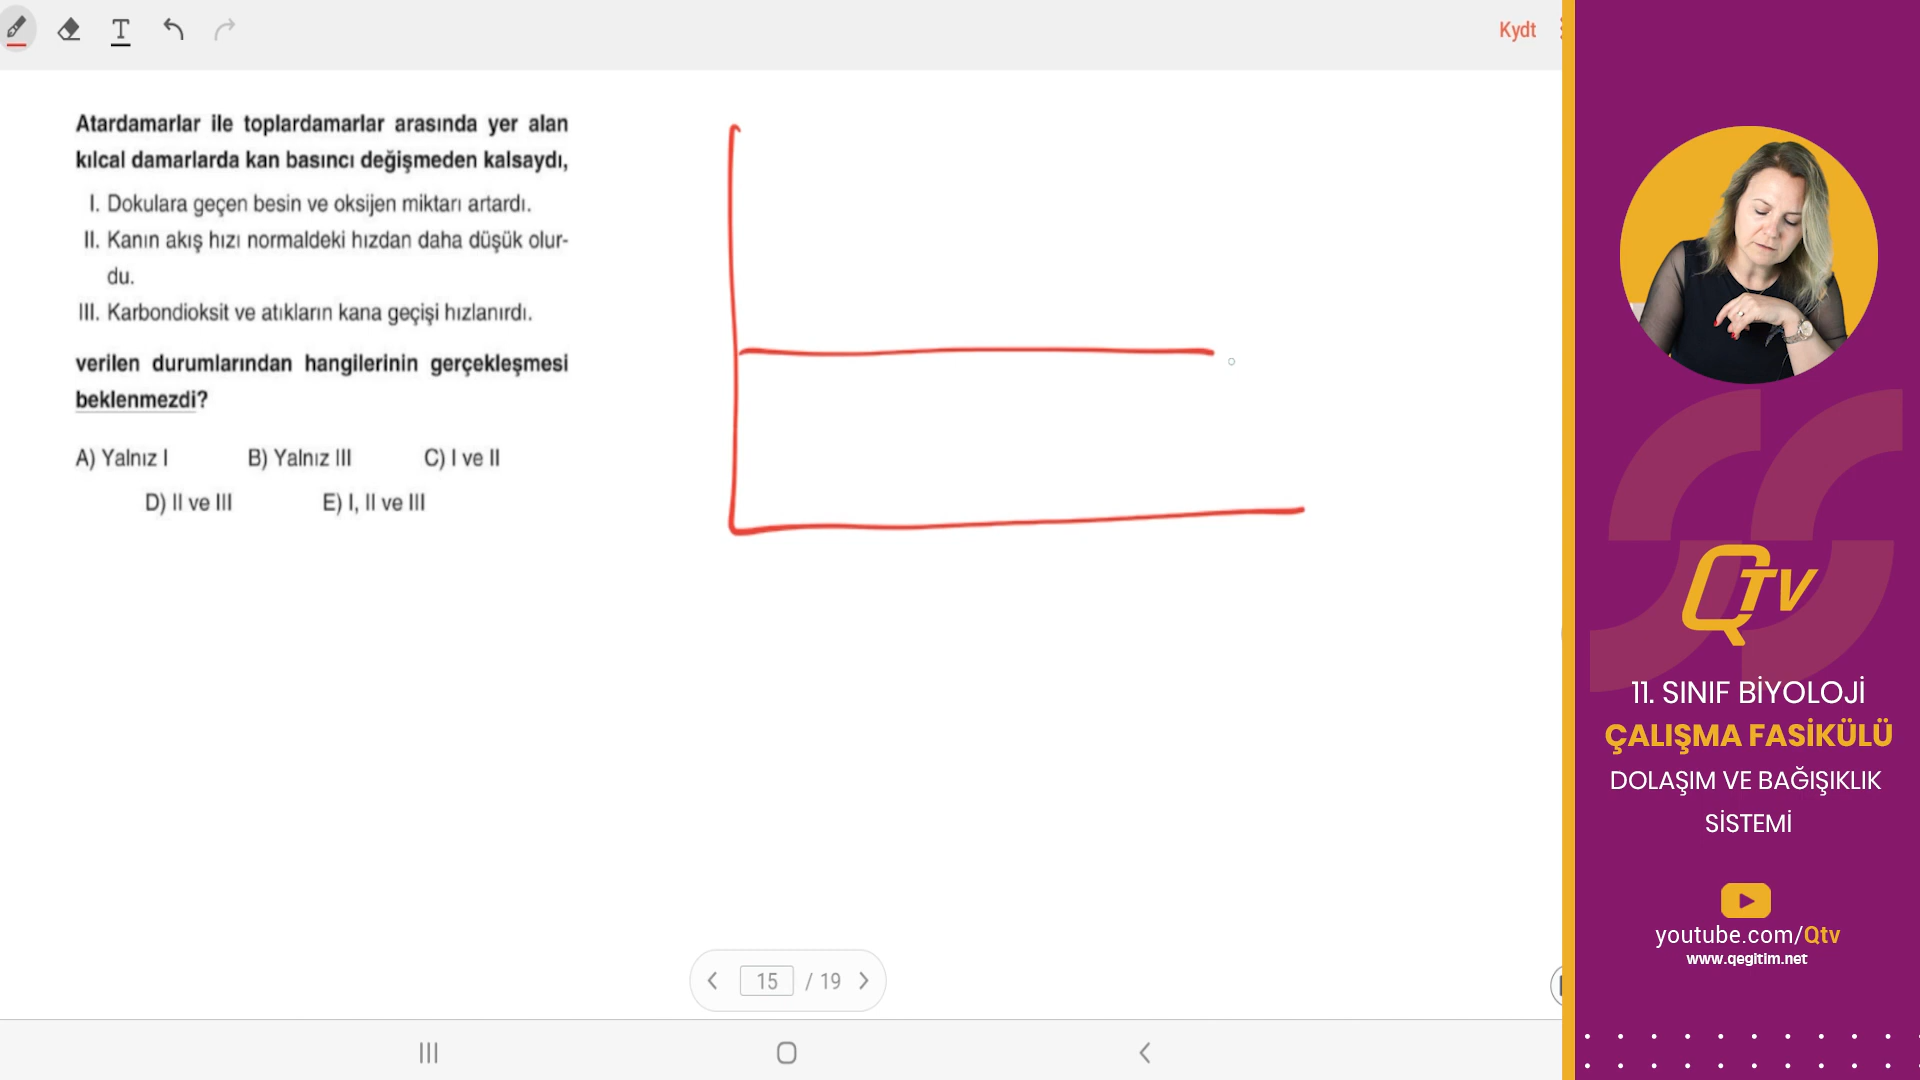 T
Kydt
Atardamarlar ile toplardamarlar arasında yer alan
kılcal damarlarda kan basıncı değişmeden kalsaydı,
I. Dokulara geçen besin ve oksijen miktarı artardı.
II. Kanın akış hızı normaldeki hızdan daha düşük olur-
du.
III. Karbondioksit ve atıkların kana geçişi hızlanırdı.
verilen durumlarından hangilerinin gerçekleşmesi
beklenmezdi?
A) Yalnız I B) Yalnız III C) I ve II
D) II ve III E) I, II ve III
15 / 19
QTV
11. SINIF BİYOLOJİ
ÇALIŞMA FASİKÜLÜ
DOLAŞIM VE BAĞIŞIKLIK
SİSTEMİ
youtube.com/Qtv
www.qegitim.net